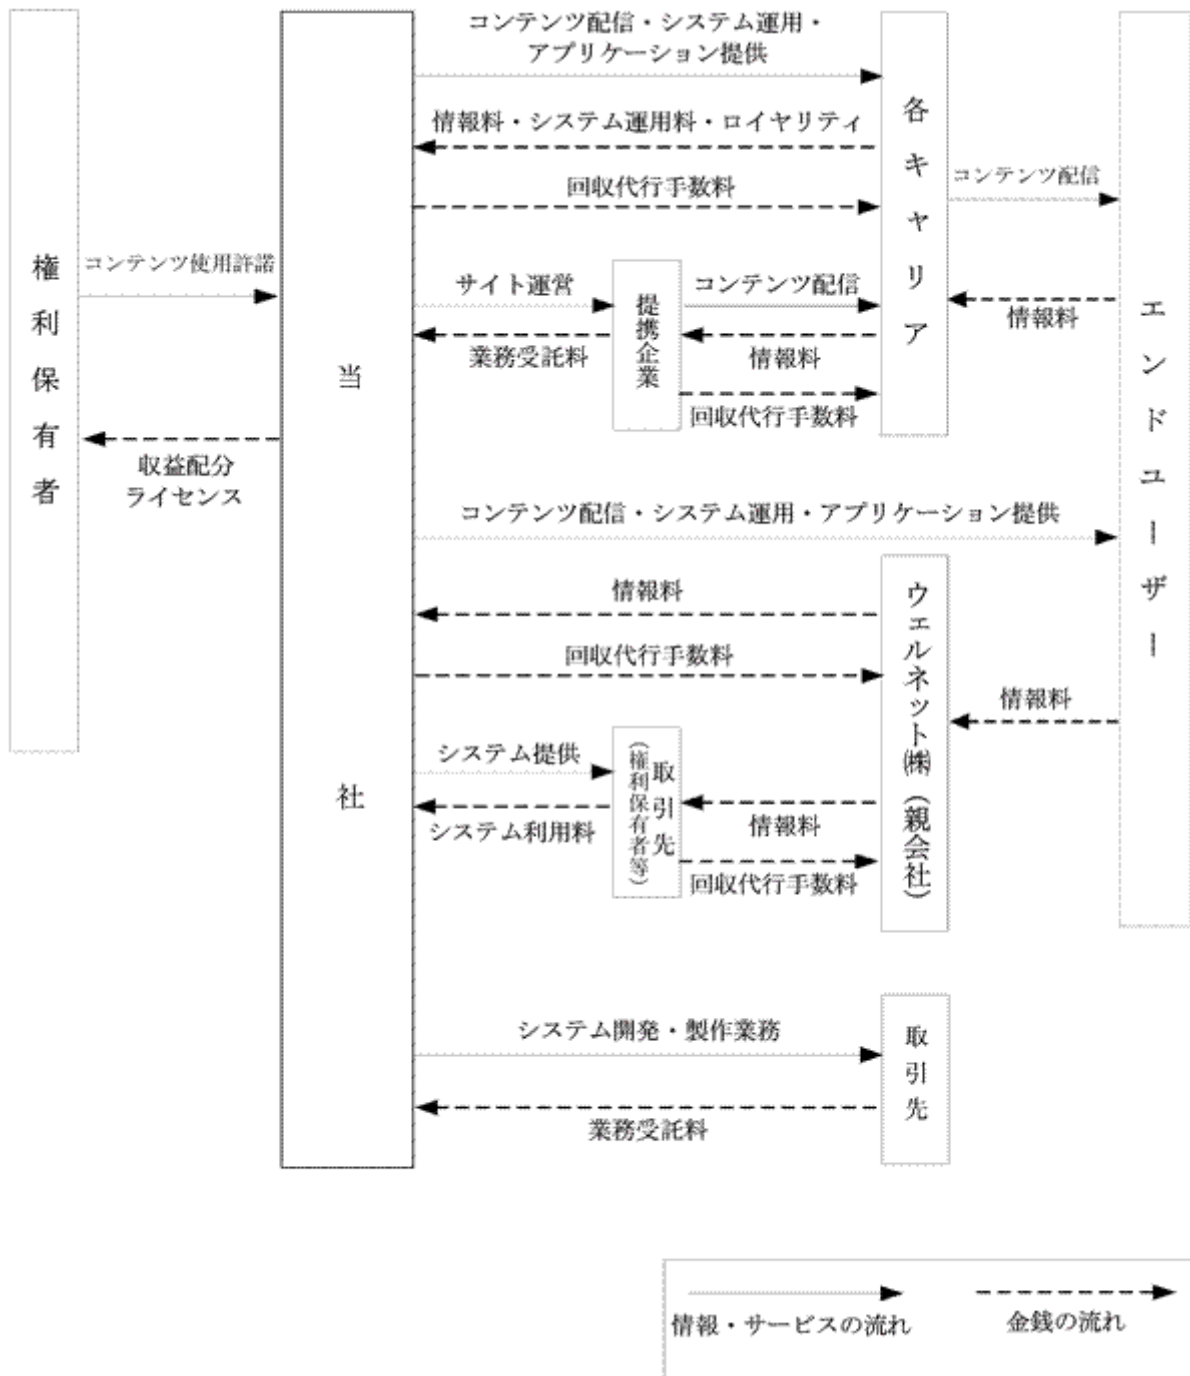 コンテンツ配信・システム運用・
アプリケーション提供
情報料・システム運用料・ロイヤリティ
回収代行手数料
各キャリア
コンテンツ配信
権利保有者
コンテンツ使用許諾
サイト運営
提携企業
コンテンツ配信
情報料
エンドユーザー
当社
業務受託料
情報料
回収代行手数料
収益配分
ライセンス
コンテンツ配信・システム運用・アプリケーション提供
情報料
ウェルネット㈱(親会社)
回収代行手数料
情報料
システム提供
取引先
(権利保有者等)
システム利用料
情報料
回収代行手数料
システム開発・製作業務
取引先
業務受託料
情報・サービスの流れ
金銭の流れ